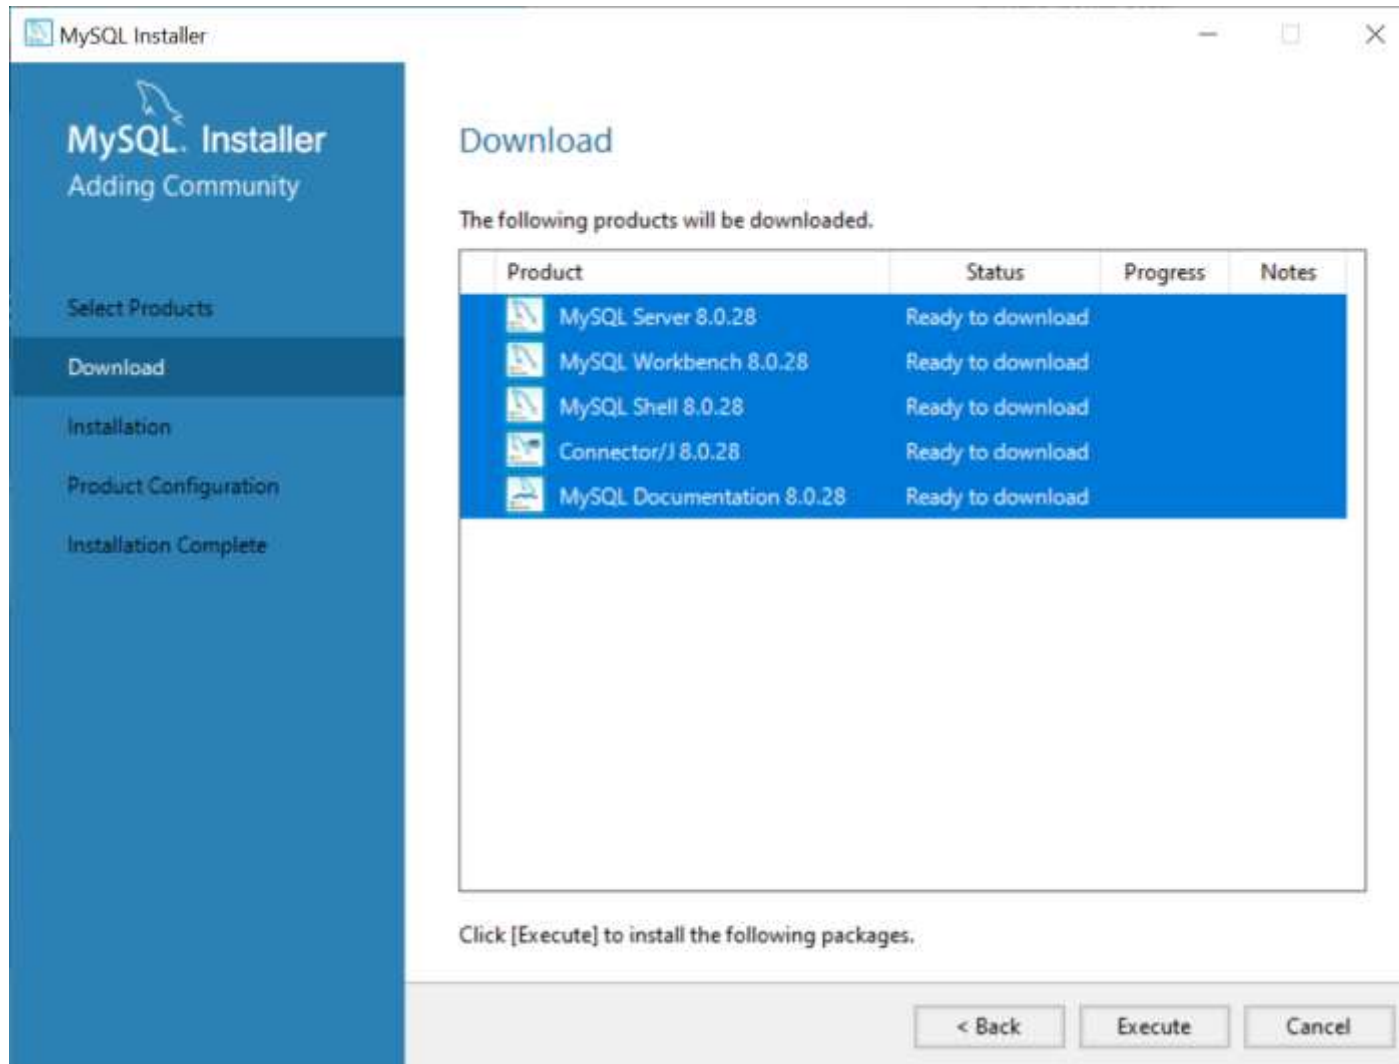 MySQL Installer
MySQL. Installer
Adding Community
Select Products
Download
Installation
Product Configuration
Installation Complete
Download
The following products will be downloaded.
Product Status Progress Notes
MySQL Server 8.0.28 Ready to download
MySQL Workbench 8.0.28 Ready to download
MySQL Shell 8.0.28 Ready to download
Connector/J 8.0.28 Ready to download
MySQL Documentation 8.0.28 Ready to download
Click [Execute] to install the following packages.
< Back Execute Cancel